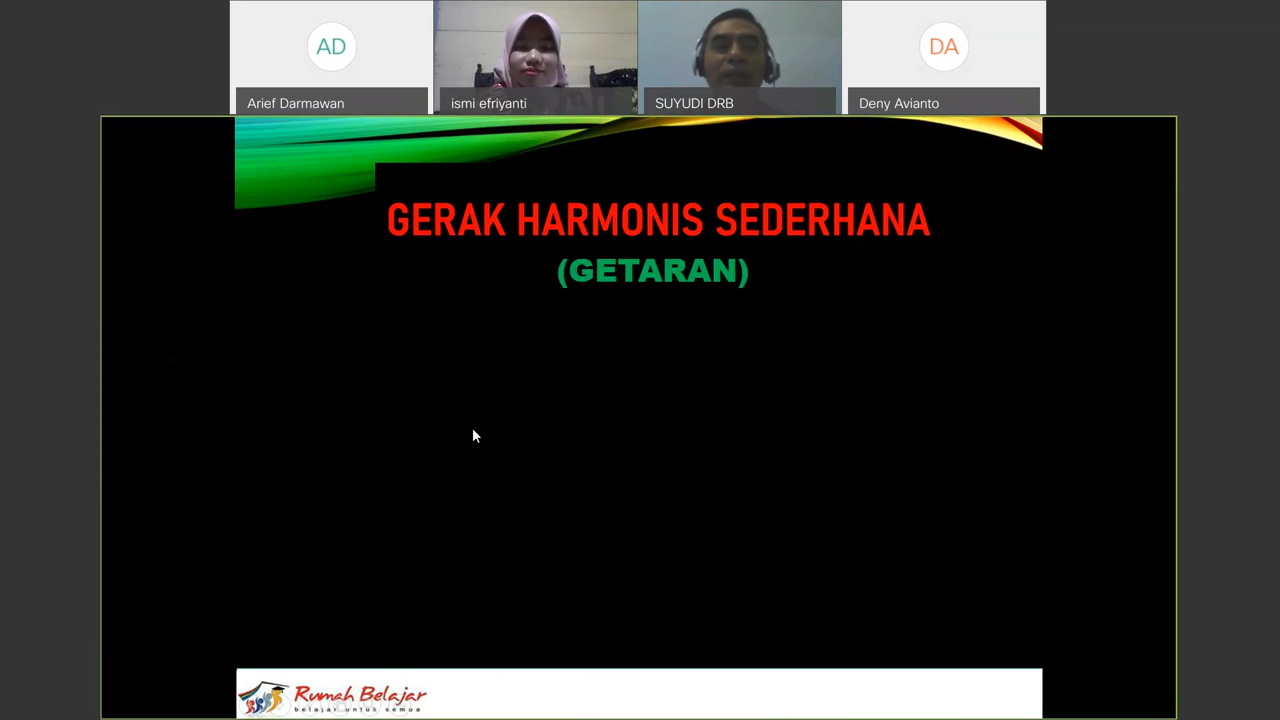 AD
DA
Arief Darmawan
ismi efriyanti
SUYUDI DRB
Deny Avianto
GERAK HARMONIS SEDERHANA
(GETARAN)
Rumah Belajar
belajar untuk semua